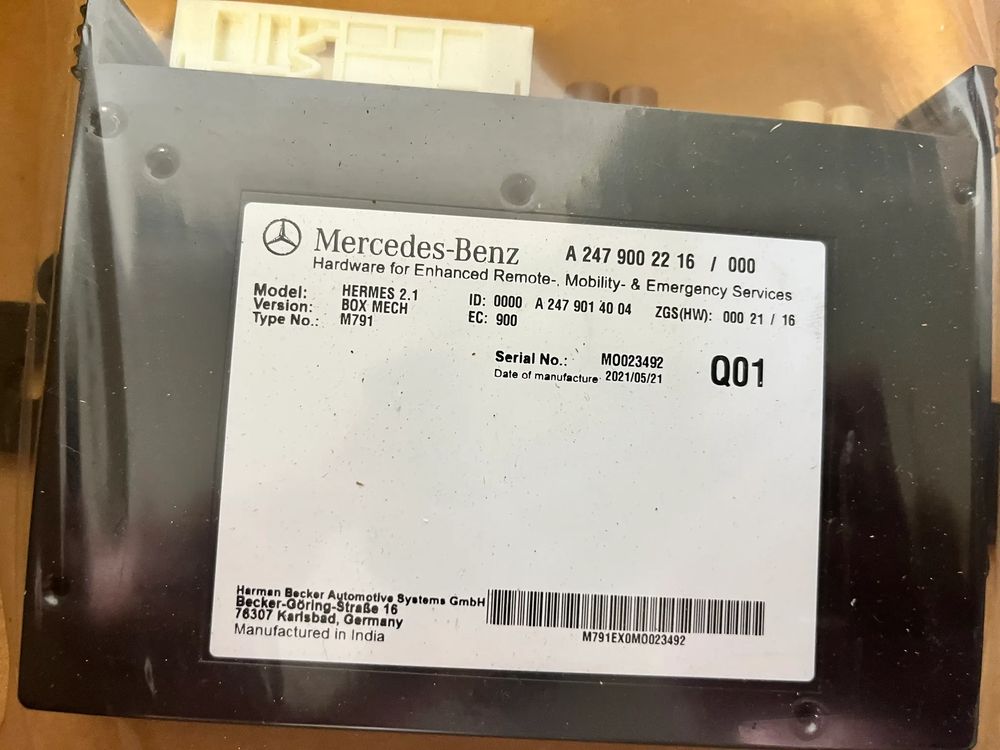 Mercedes-Benz A 247 900 22 16 / 000
Hardware for Enhanced Remote-, Mobility- & Emergency Services
Model: HERMES 2.1
Version: BOX MECH ID: 0000 A 247 901 40 04 ZGS(HW): 000 21 / 16
Type No.: M791 EC: 900
Serial No.: MO023492 Q01
Date of manufacture: 2021/05/21
Harman Becker Automotive Systems GmbH
Becker-Göring-Straße 16
76307 Karlsbad, Germany
Manufactured in India
M791EX0MO023492